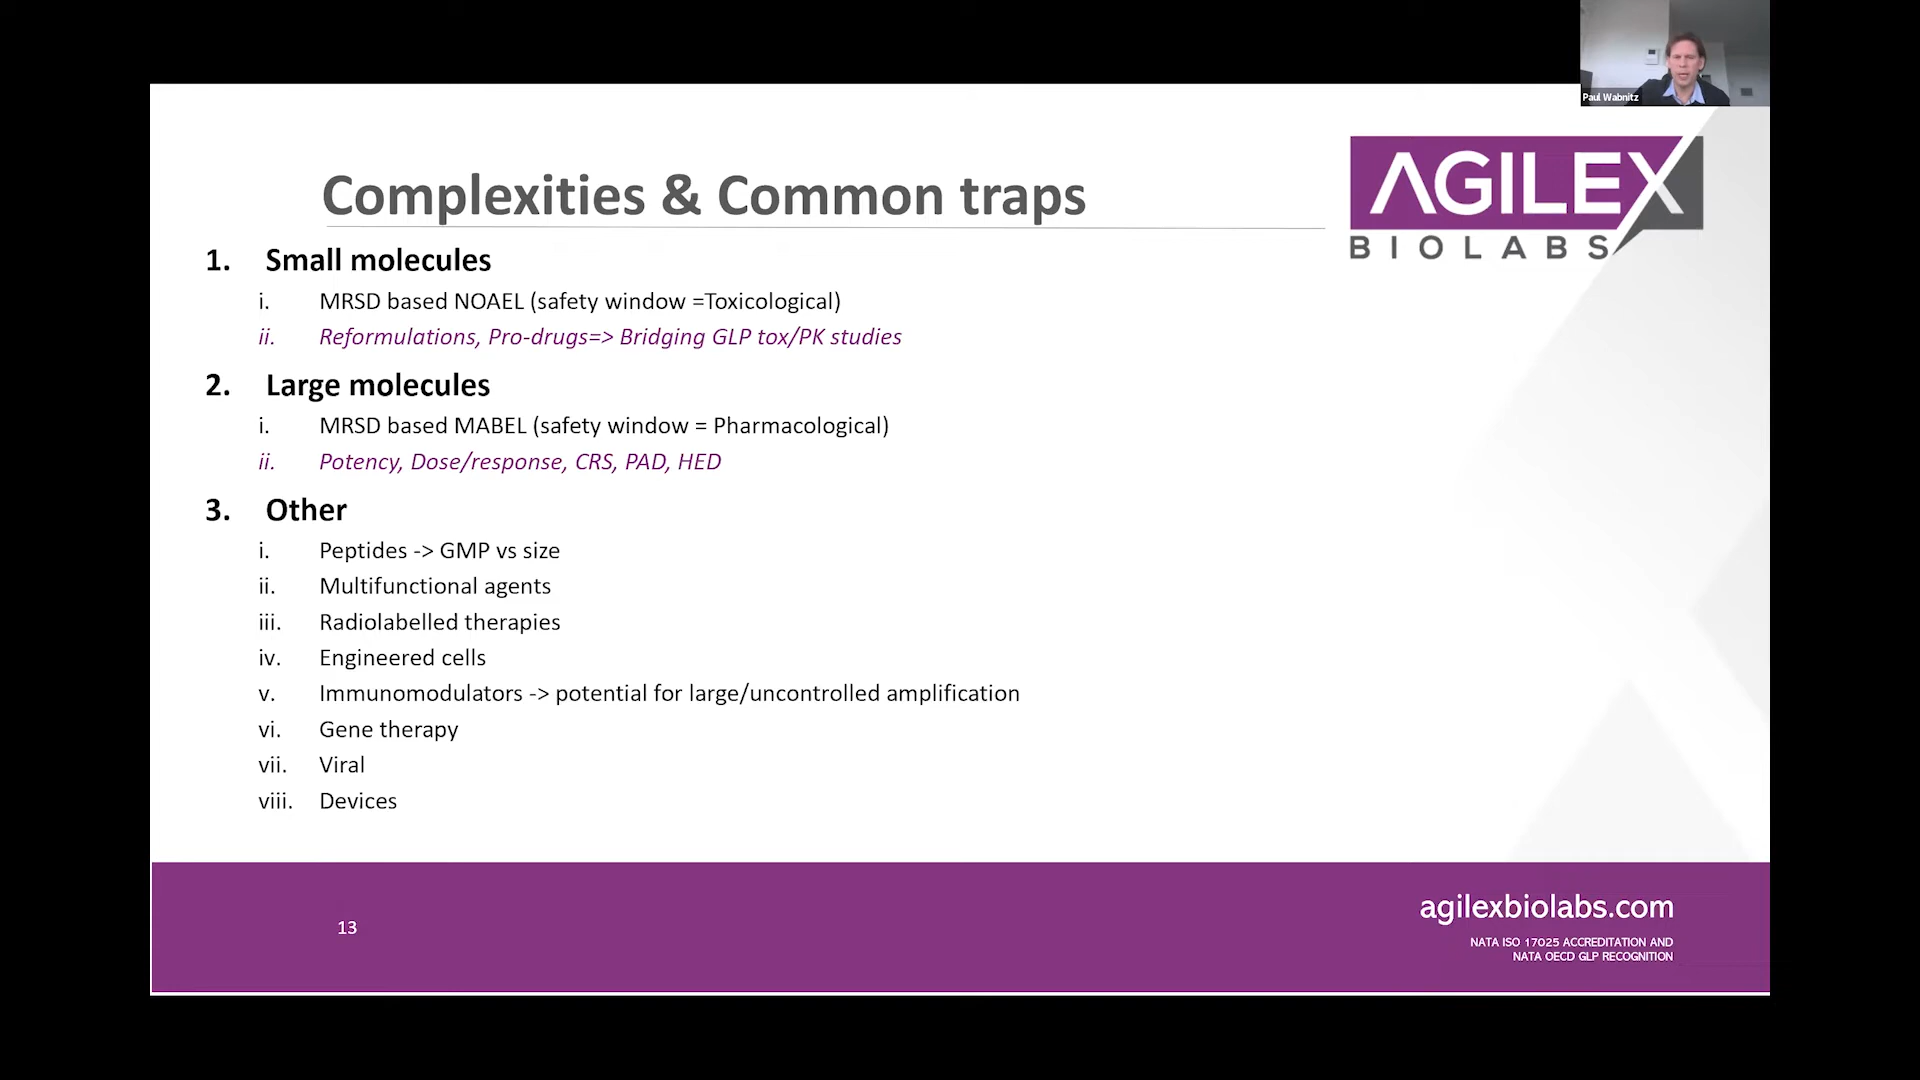 Paul Wabnitz
AGILEX
BIOLABS
Complexities & Common traps
1. Small molecules
i. MRSD based NOAEL (safety window =Toxicological)
ii. Reformulations, Pro-drugs=> Bridging GLP tox/PK studies
2. Large molecules
i. MRSD based MABEL (safety window = Pharmacological)
ii. Potency, Dose/response, CRS, PAD, HED
3. Other
i. Peptides -> GMP vs size
ii. Multifunctional agents
iii. Radiolabelled therapies
iv. Engineered cells
v. Immunomodulators -> potential for large/uncontrolled amplification
vi. Gene therapy
vii. Viral
viii. Devices
13
agilexbiolabs.com
NATA ISO 17025 ACCREDITATION AND
NATA OECD GLP RECOGNITION